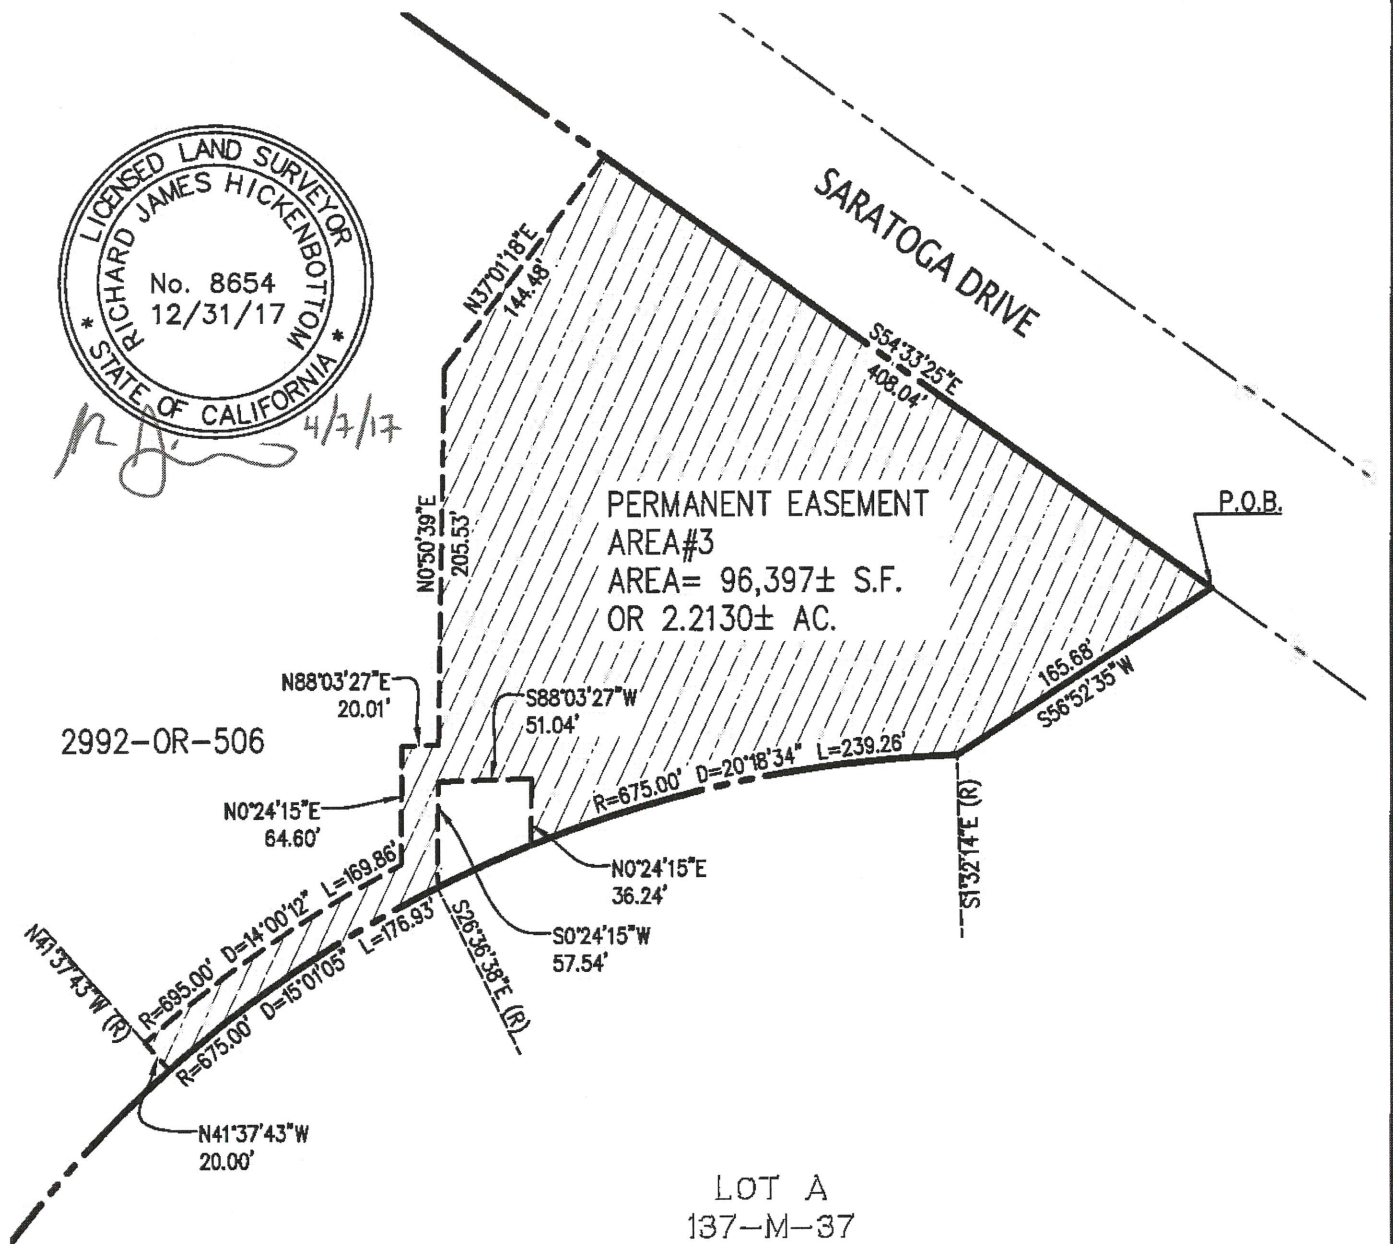 LICENSED LAND SURVEYOR
RICHARD JAMES HICKENBOTTOM
No. 8654
12/31/17
* STATE OF CALIFORNIA *
4/7/17
SARATOGA DRIVE
N37°01'18"E
144.48'
S54°33'25"E
408.04'
P.O.B.
PERMANENT EASEMENT
AREA#3
AREA= 96,397± S.F.
OR 2.2130± AC.
N0°50'39"E
205.53'
165.68'
S56°52'35"W
N88°03'27"E
20.01'
S88°03'27"W
51.04'
2992-OR-506
R=675.00' D=20°18'34" L=239.26'
N0°24'15"E
64.60'
S1°32'14"E (R)
N0°24'15"E
36.24'
R=695.00' D=14°00'12" L=169.86'
R=675.00' D=15°01'05" L=176.93'
S26°36'38"E (R)
S0°24'15"W
57.54'
N41°37'43"W (R)
N41°37'43"W
20.00'
LOT A
137-M-37